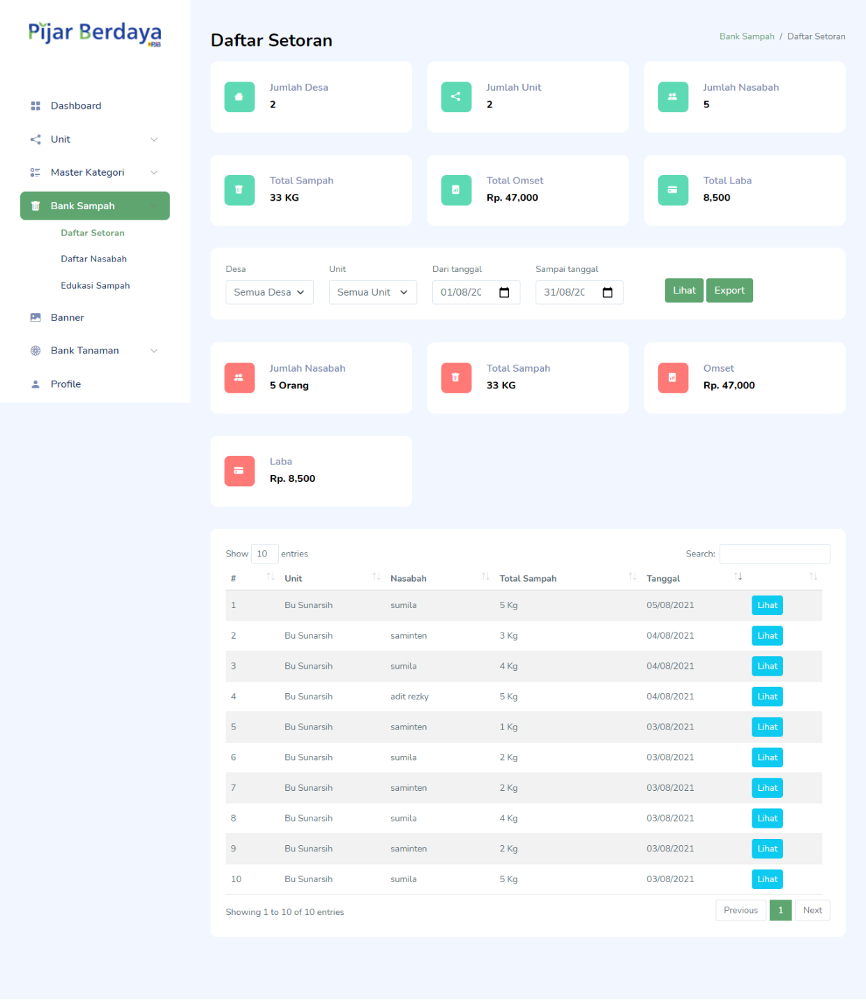 Pijar Berdaya
PJB
Dashboard
Unit
Master Kategori
Bank Sampah
Daftar Setoran
Daftar Nasabah
Edukasi Sampah
Banner
Bank Tanaman
Profile
Daftar Setoran
Bank Sampah / Daftar Setoran
Jumlah Desa
2
Jumlah Unit
2
Jumlah Nasabah
5
Total Sampah
33 KG
Total Omset
Rp. 47,000
Total Laba
8,500
Desa
Semua Desa
Unit
Semua Unit
Dari tanggal
01/08/20
Sampai tanggal
31/08/20
Lihat
Export
Jumlah Nasabah
5 Orang
Total Sampah
33 KG
Omset
Rp. 47,000
Laba
Rp. 8,500
Show 10 entries
Search:
# Unit Nasabah Total Sampah Tanggal
1 Bu Sunarsih sumila 5 Kg 05/08/2021 Lihat
2 Bu Sunarsih saminten 3 Kg 04/08/2021 Lihat
3 Bu Sunarsih sumila 4 Kg 04/08/2021 Lihat
4 Bu Sunarsih adit rezky 5 Kg 04/08/2021 Lihat
5 Bu Sunarsih saminten 1 Kg 03/08/2021 Lihat
6 Bu Sunarsih sumila 2 Kg 03/08/2021 Lihat
7 Bu Sunarsih saminten 2 Kg 03/08/2021 Lihat
8 Bu Sunarsih sumila 4 Kg 03/08/2021 Lihat
9 Bu Sunarsih saminten 2 Kg 03/08/2021 Lihat
10 Bu Sunarsih sumila 5 Kg 03/08/2021 Lihat
Showing 1 to 10 of 10 entries
Previous 1 Next